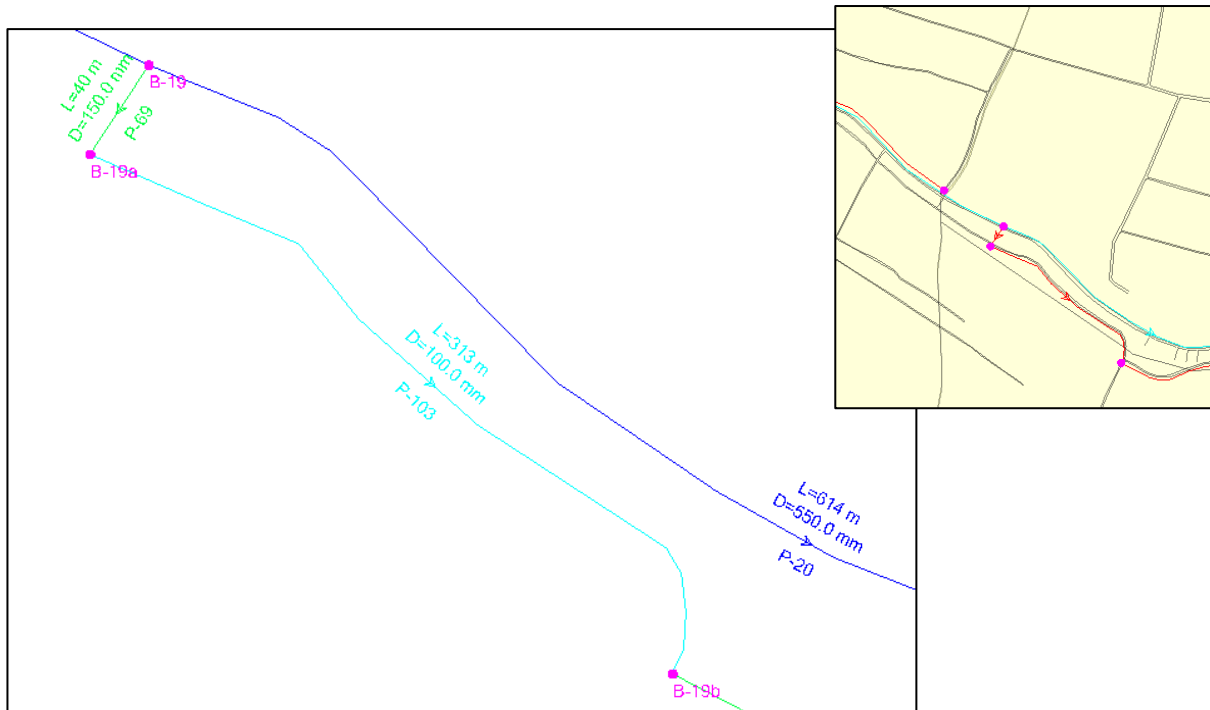 B-19
L=40 m
D=150.0 mm
P-69
B-19a
L=313 m
D=100.0 mm
P-103
L=614 m
D=550.0 mm
P-20
B-19b